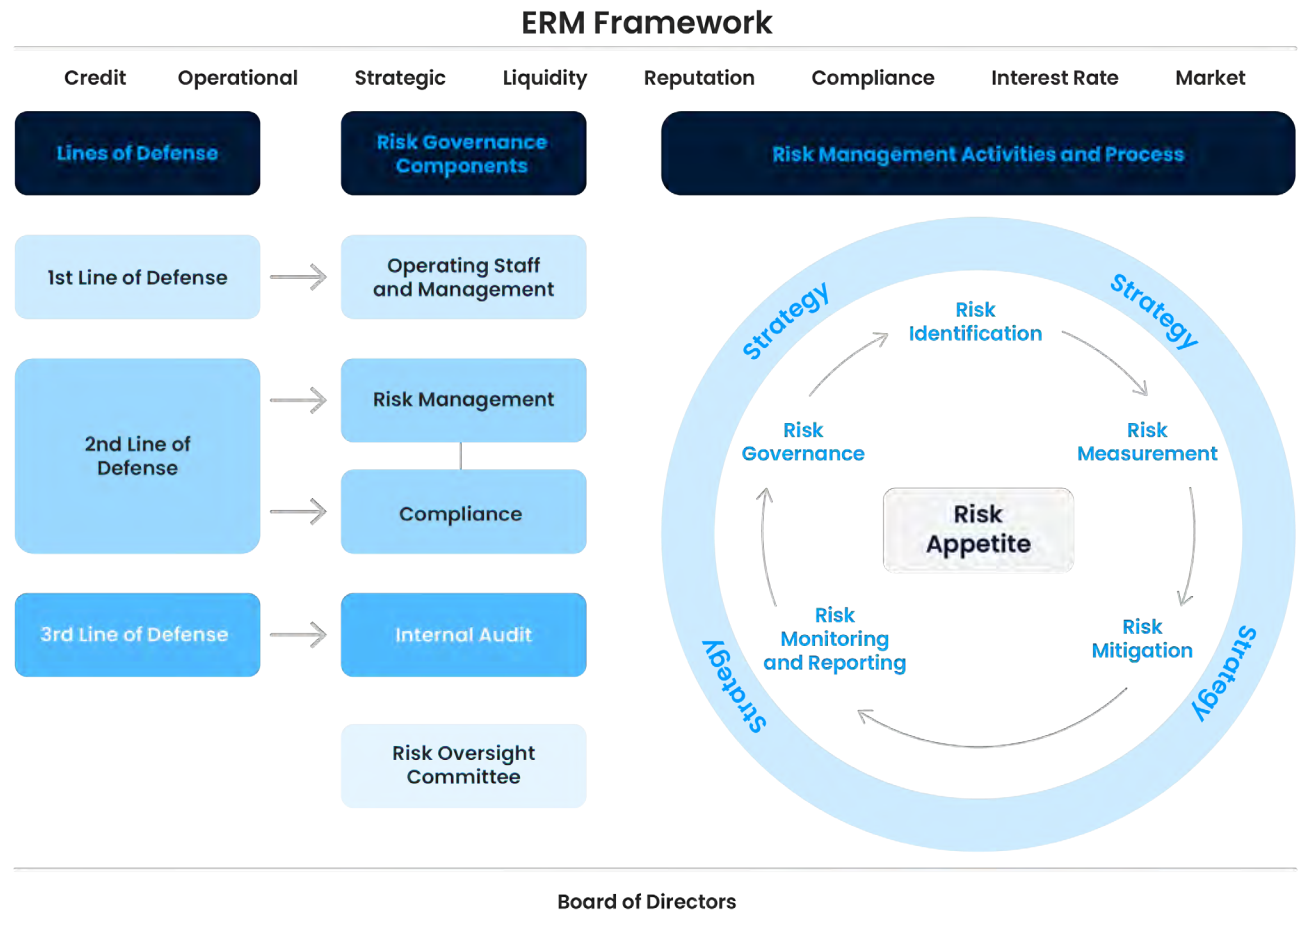 ERM Framework
Credit Operational Strategic Liquidity Reputation Compliance Interest Rate Market
Lines of Defense
Risk Governance
Components
Risk Management Activities and Process
1st Line of Defense
Operating Staff
and Management
2nd Line of
Defense
Risk Management
Compliance
3rd Line of Defense
Internal Audit
Risk Oversight
Committee
Strategy
Strategy
Risk
Identification
Risk
Governance
Risk
Measurement
Risk
Appetite
Risk
Monitoring
and Reporting
Risk
Mitigation
Strategy
Strategy
Board of Directors